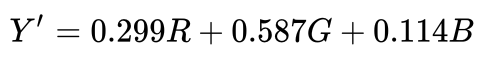 Y′ = 0.299R + 0.587G + 0.114B